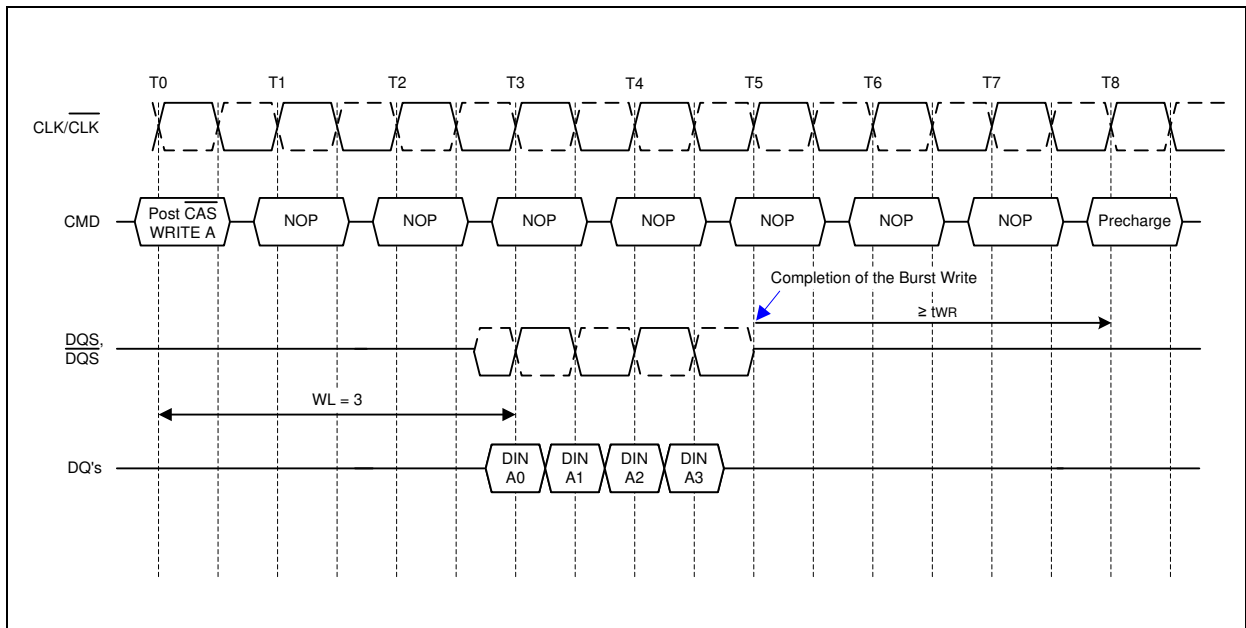 T0 T1 T2 T3 T4 T5 T6 T7 T8
CLK/CLK
CMD
Post CAS
WRITE A
NOP NOP NOP NOP NOP NOP NOP Precharge
Completion of the Burst Write
≥ tWR
DQS,
DQS
WL = 3
DQ's
DIN DIN DIN DIN
A0 A1 A2 A3